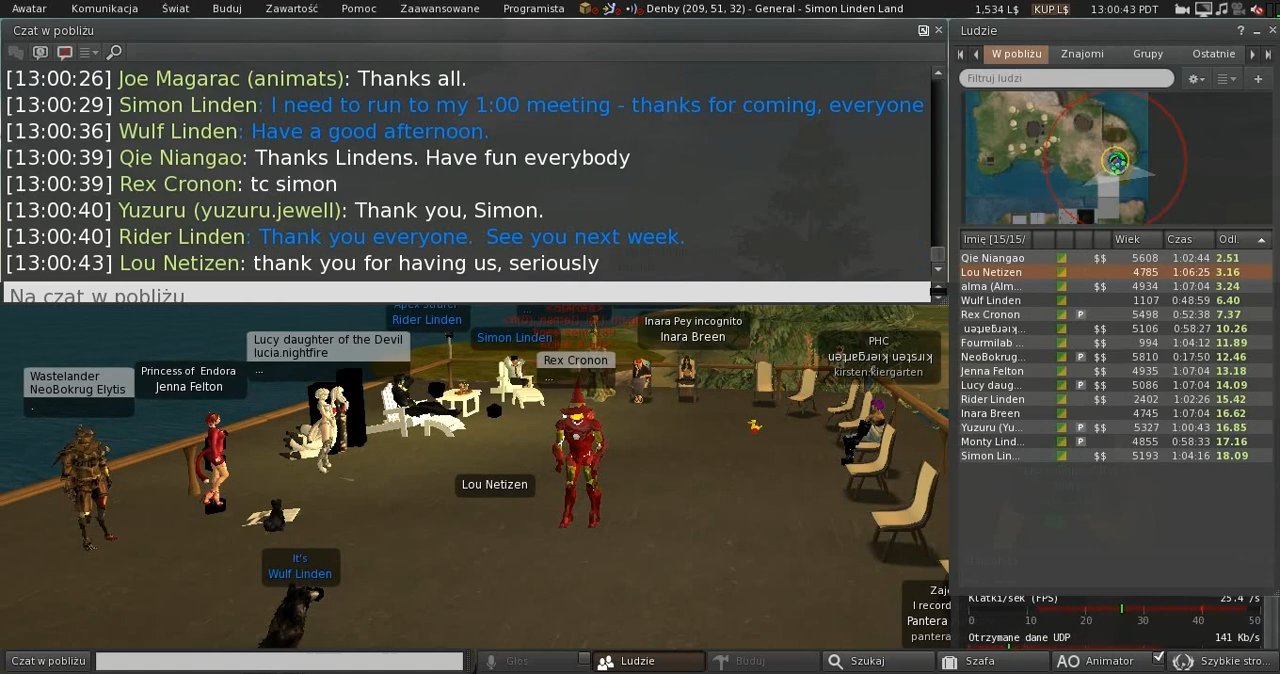 Awatar Komunikacja Świat Buduj Zawartość Pomoc Zaawansowane Programista Denby (209, 51, 32) - General - Simon Linden Land 1,534 L$ KUP L$ 13:00:43 PDT
Czat w pobliżu
[13:00:26] Joe Magarac (animats): Thanks all.
[13:00:29] Simon Linden: I need to run to my 1:00 meeting - thanks for coming, everyone
[13:00:36] Wulf Linden: Have a good afternoon.
[13:00:39] Qie Niangao: Thanks Lindens. Have fun everybody
[13:00:39] Rex Cronon: tc simon
[13:00:40] Yuzuru (yuzuru.jewell): Thank you, Simon.
[13:00:40] Rider Linden: Thank you everyone. See you next week.
[13:00:43] Lou Netizen: thank you for having us, seriously
Na czat w pobliżu
Rider Linden
Simon Linden
Inara Pey incognito
Inara Breen
Lucy daughter of the Devil
lucia.nightfire
...
Rex Cronon
...
PHC
kirsten.kiergarten
Princess of Endora
Jenna Felton
Wastelander
NeoBokrug Elytis
.
Lou Netizen
It's
Wulf Linden
Zaj
I record
Pantera
pantera
Ludzie
W pobliżu Znajomi Grupy Ostatnie
Filtruj ludzi
Imię [15/15/ Wiek Czas Odl.
Qie Niangao $$ 5608 1:02:44 2.51
Lou Netizen 4785 1:06:25 3.16
alma (Alm... $$ 4934 1:07:04 3.24
Wulf Linden 1107 0:48:59 6.40
Rex Cronon P 5498 0:52:38 7.37
$$ 5106 0:58:27 10.26
Fourmilab ... $$ 994 1:04:12 11.89
NeoBokrug... P $$ 5810 0:17:50 12.46
Jenna Felton $$ 4935 1:07:04 13.18
Lucy daug... P $$ 5086 1:07:04 14.09
Rider Linden $$ 2402 1:02:26 15.42
Inara Breen 4745 1:07:04 16.62
Yuzuru (Yu... P $$ 5327 1:00:43 16.85
Monty Lind... P 4855 0:58:33 17.16
Simon Lin... $$ 5193 1:04:16 18.09
Klatki/sek (FPS) 25.4 /s
0 10 20 30 40 50
Otrzymane dane UDP 141 Kb/s
Czat w pobliżu Głos Ludzie Buduj Szukaj Szafa AO Animator Szybkie stro...